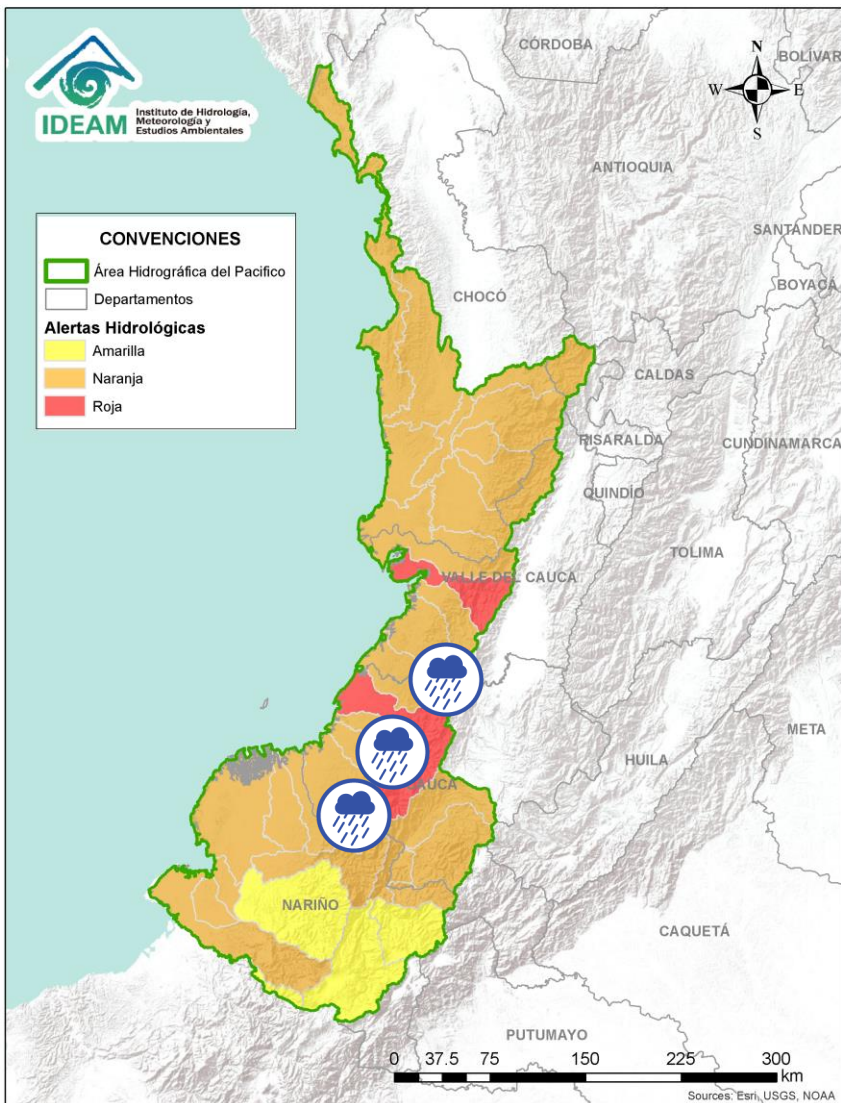 IDEAM
Instituto de Hidrología,
Meteorología y
Estudios Ambientales
CÓRDOBA
BOLÍVAR
N
W
E
S
ANTIOQUIA
SANTANDER
BOYACÁ
CONVENCIONES
Área Hidrográfica del Pacifico
Departamentos
Alertas Hidrológicas
Amarilla
Naranja
Roja
CHOCÓ
CALDAS
RISARALDA
CUNDINAMARCA
QUINDÍO
TOLIMA
VALLE DEL CAUCA
META
HUILA
AUCA
NARIÑO
CAQUETÁ
PUTUMAYO
0 37.5 75 150 225 300
km
Sources: Esri, USGS, NOAA